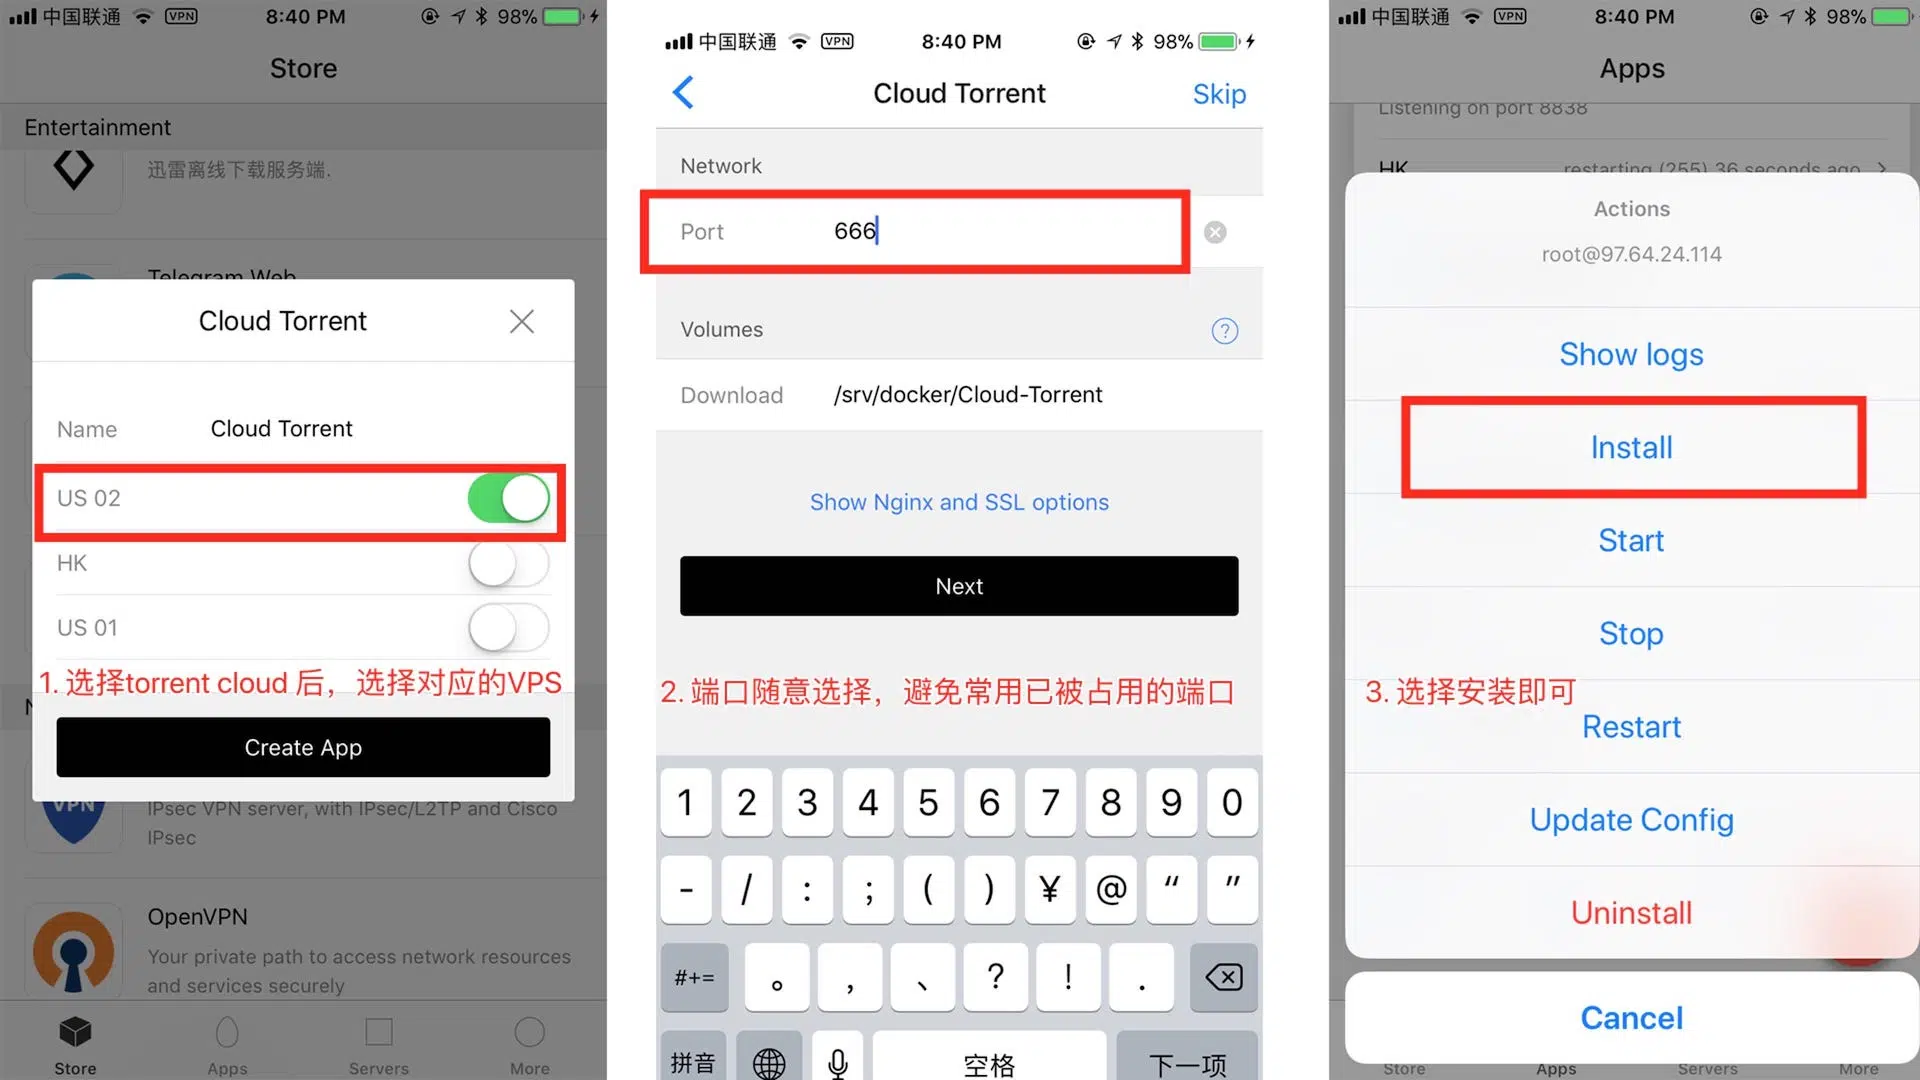 中国联通 VPN 8:40 PM 98%
Store
Entertainment
迅雷离线下载服务端.
Telegram Web
Cloud Torrent
Name Cloud Torrent
US 02
HK
US 01
1. 选择torrent cloud 后，选择对应的VPS
Create App
VPN
IPsec VPN server, with IPsec/L2TP and Cisco
IPsec
OpenVPN
Your private path to access network resources
and services securely
Store Apps Servers More
中国联通 VPN 8:40 PM 98%
Cloud Torrent Skip
Network
Port 666
Volumes ?
Download /srv/docker/Cloud-Torrent
Show Nginx and SSL options
Next
2. 端口随意选择，避免常用已被占用的端口
1 2 3 4 5 6 7 8 9 0
- / : ; ( ) ¥ @ “ ”
#+= 。 , 、 ? ! .
拼音 空格 下一项
中国联通 VPN 8:40 PM 98%
Apps
Listening on port 8838
HK restarting (255) 36 seconds ago
Actions
root@97.64.24.114
Show logs
Install
Start
Stop
3. 选择安装即可
Restart
Update Config
Uninstall
Cancel
Store Apps Servers More